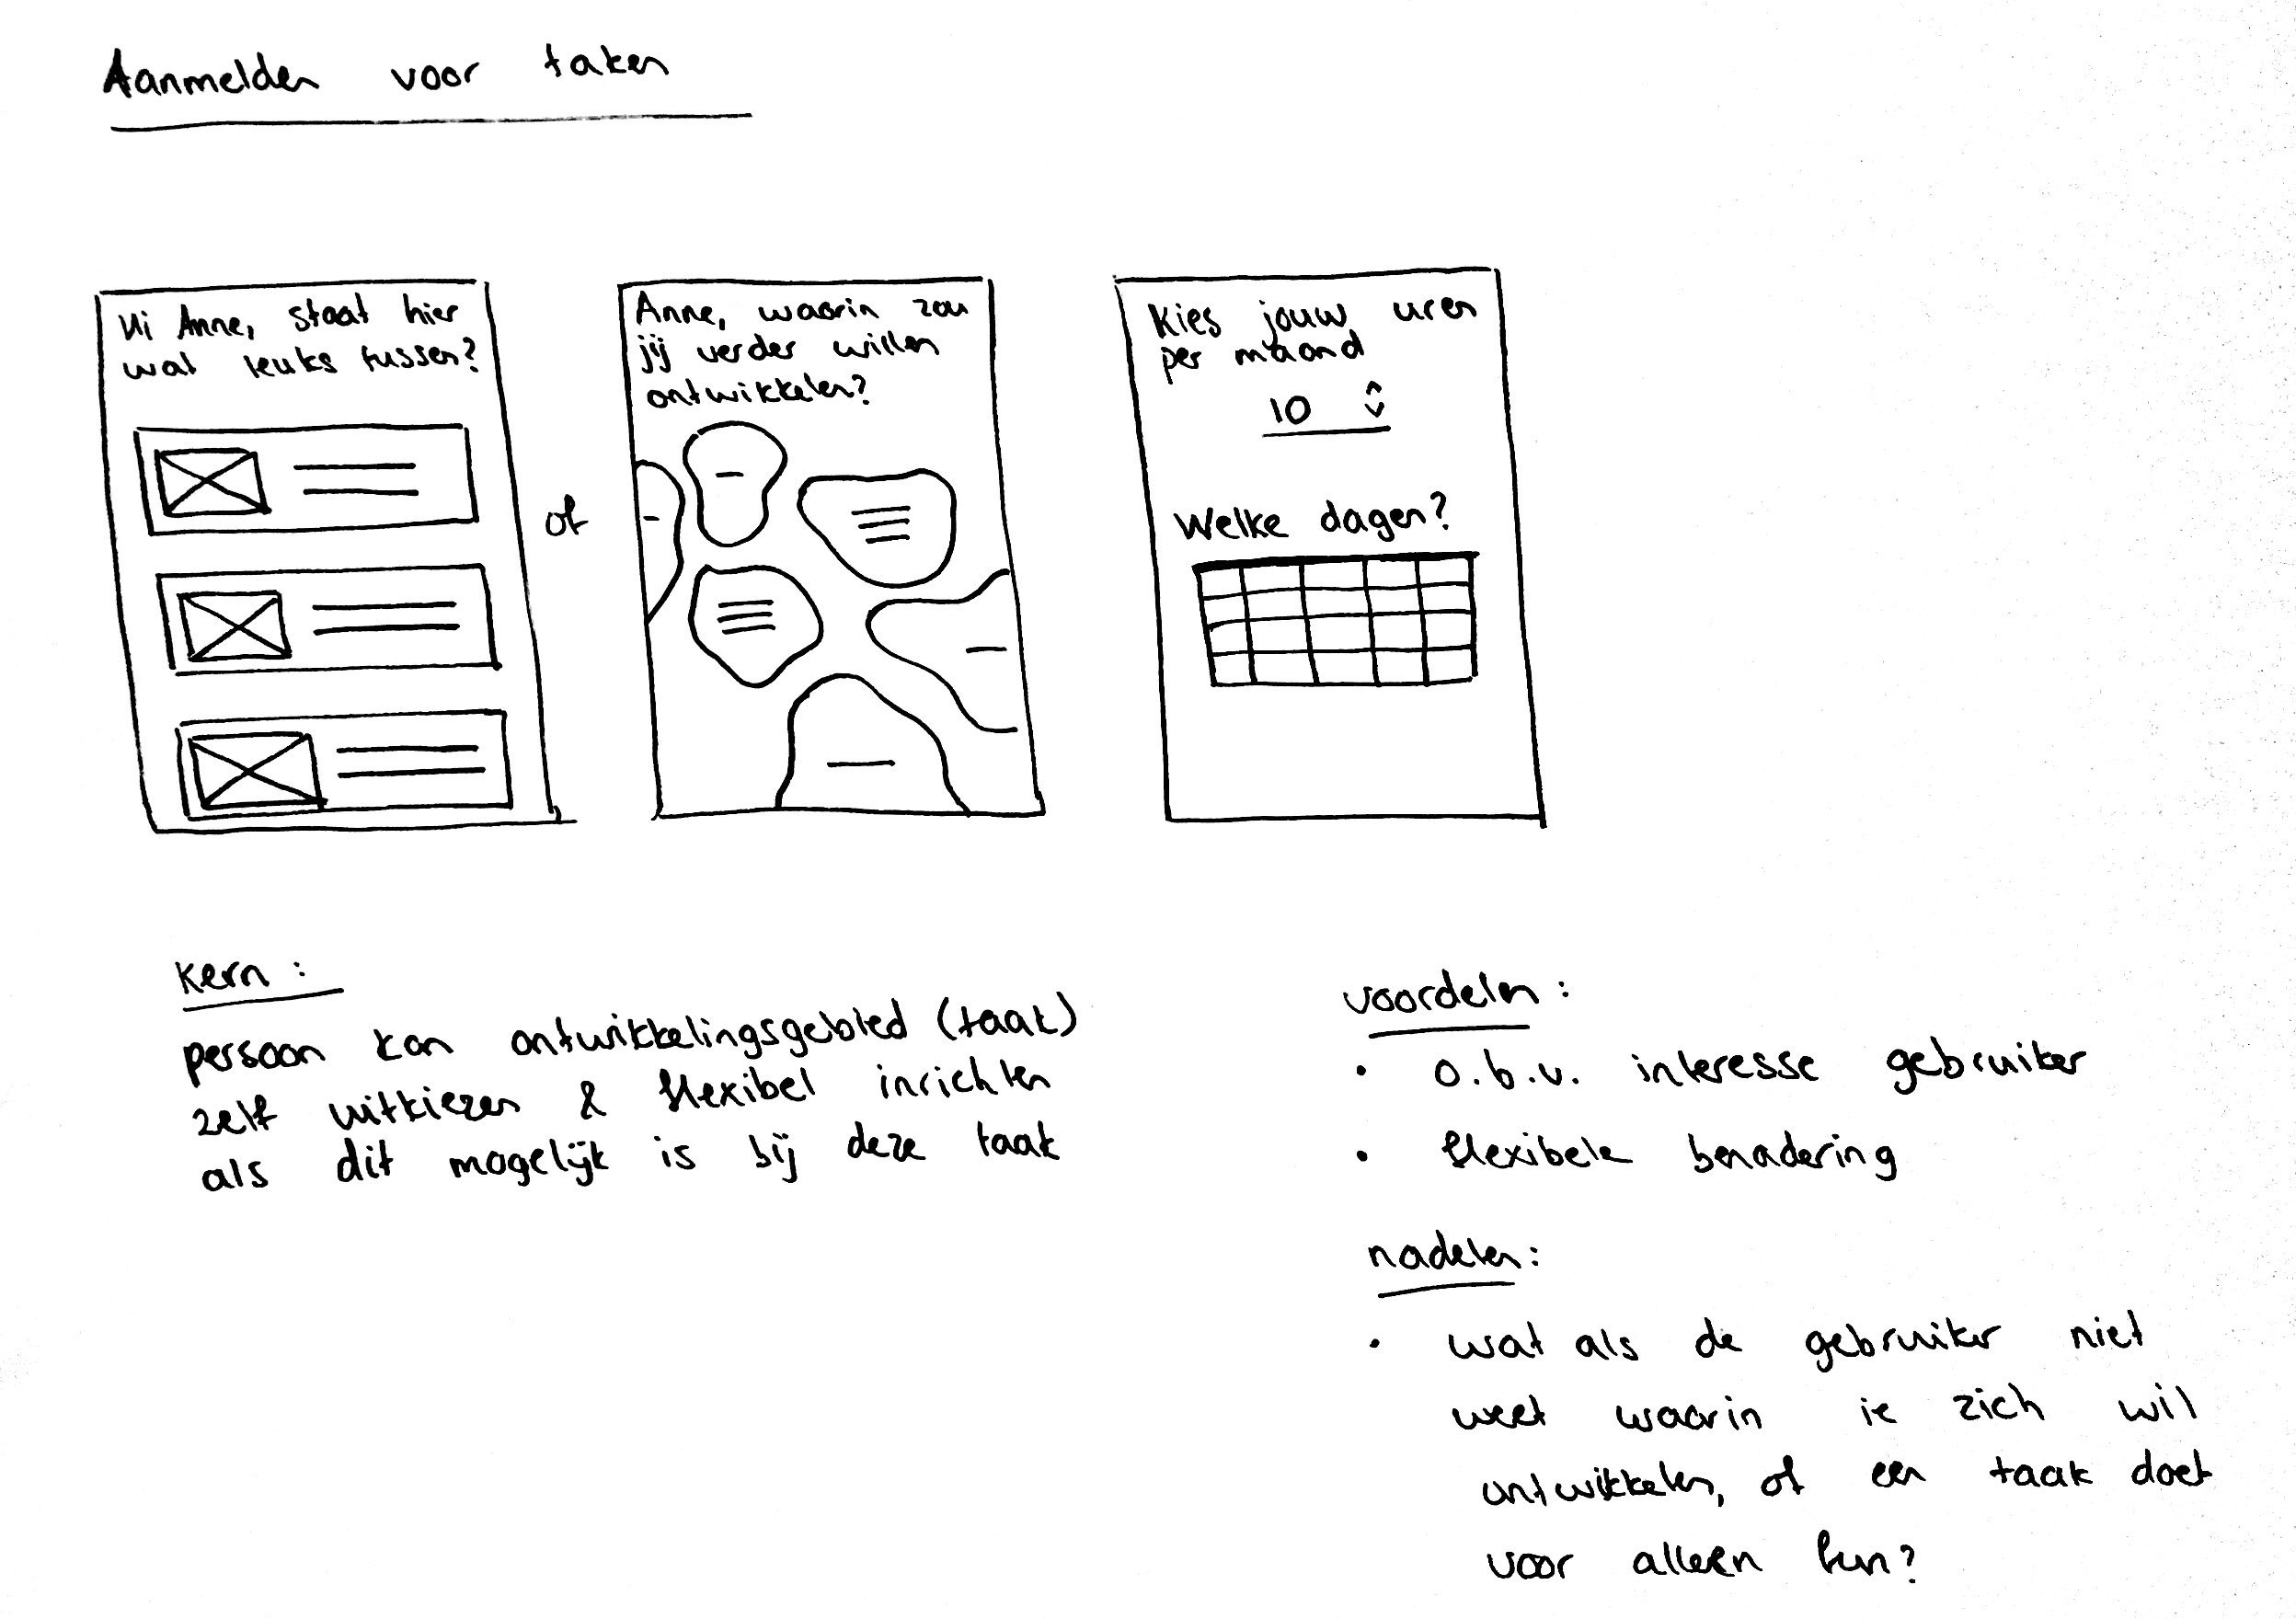 Aanmelden voor taken
Hi Anne, staat hier
wat leuks tussen?
of
Anne, waarin zou
jij verder willen
ontwikkelen?
Kies jouw uren
per maand
10
Welke dagen?
kern :
persoon kan ontwikkelingsgebied (taak)
zelf uitkiezen & flexibel inrichten
als dit mogelijk is bij deze taak
voordelen :
• o.b.v. interesse gebruiker
• flexibele benadering
nadelen :
• wat als de gebruiker niet
weet waarin ie zich wil
ontwikkelen, of een taak doet
voor alleen fun?